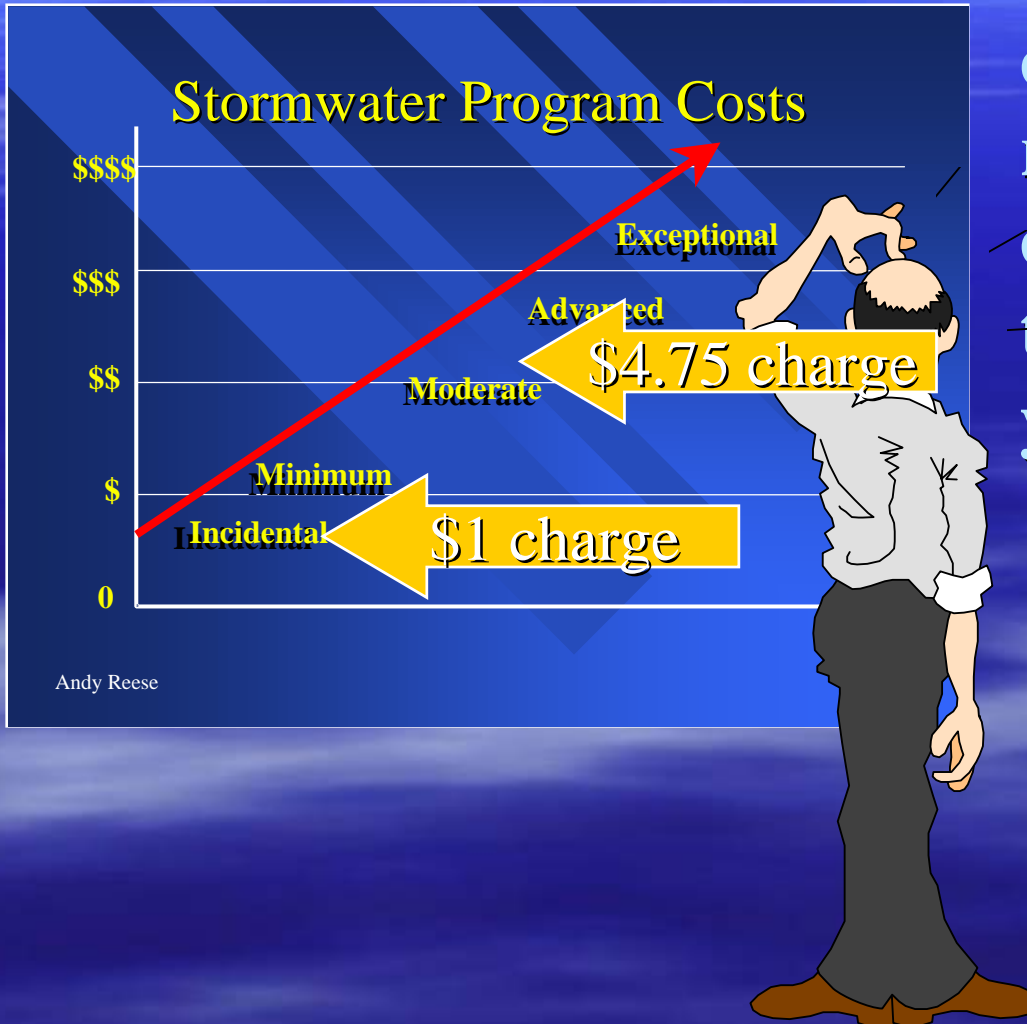 Stormwater Program Costs
$$$$
Exceptional
$$$
Advanced
$4.75 charge
$$
Moderate
Minimum
$
Incidental
$1 charge
0
Andy Reese